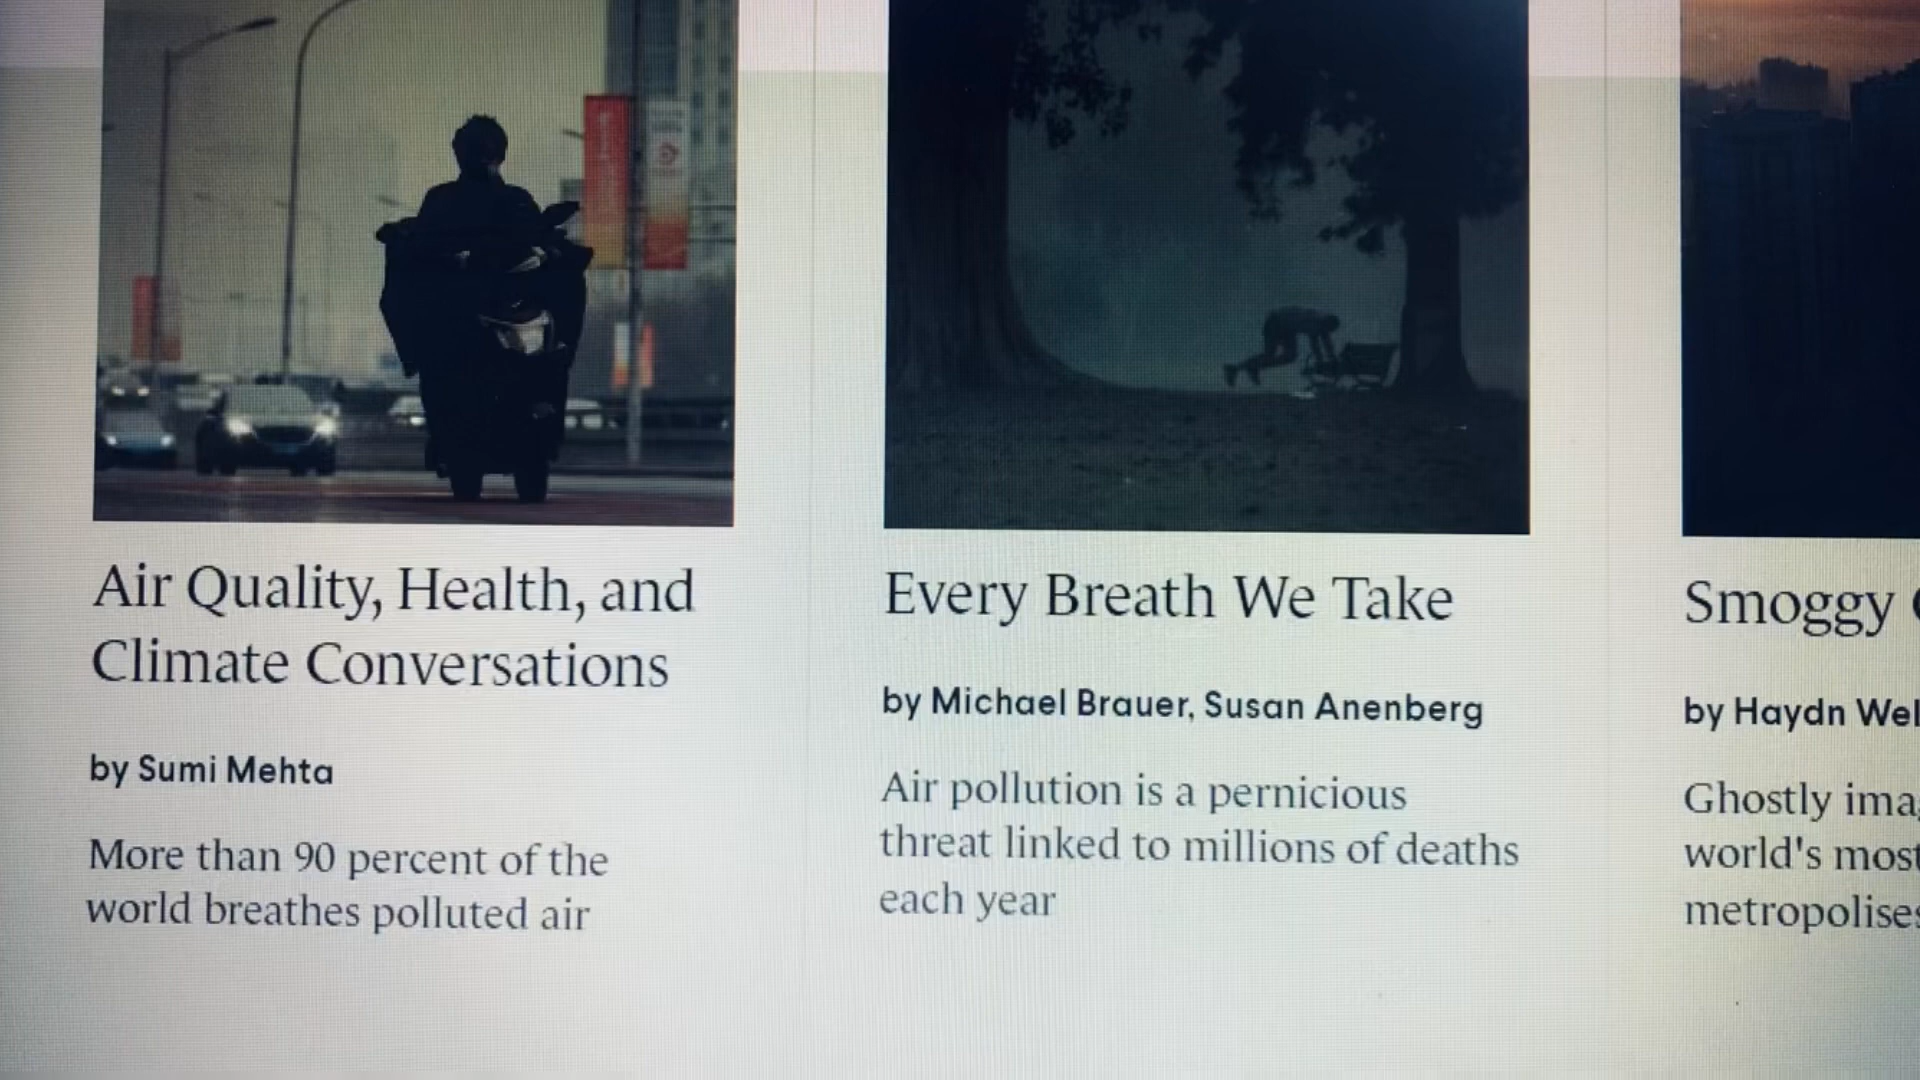 Air Quality, Health, and
Climate Conversations
by Sumi Mehta
More than 90 percent of the
world breathes polluted air
Every Breath We Take
by Michael Brauer, Susan Anenberg
Air pollution is a pernicious
threat linked to millions of deaths
each year
Smoggy
by Haydn
Ghostly
world's most
metropolises